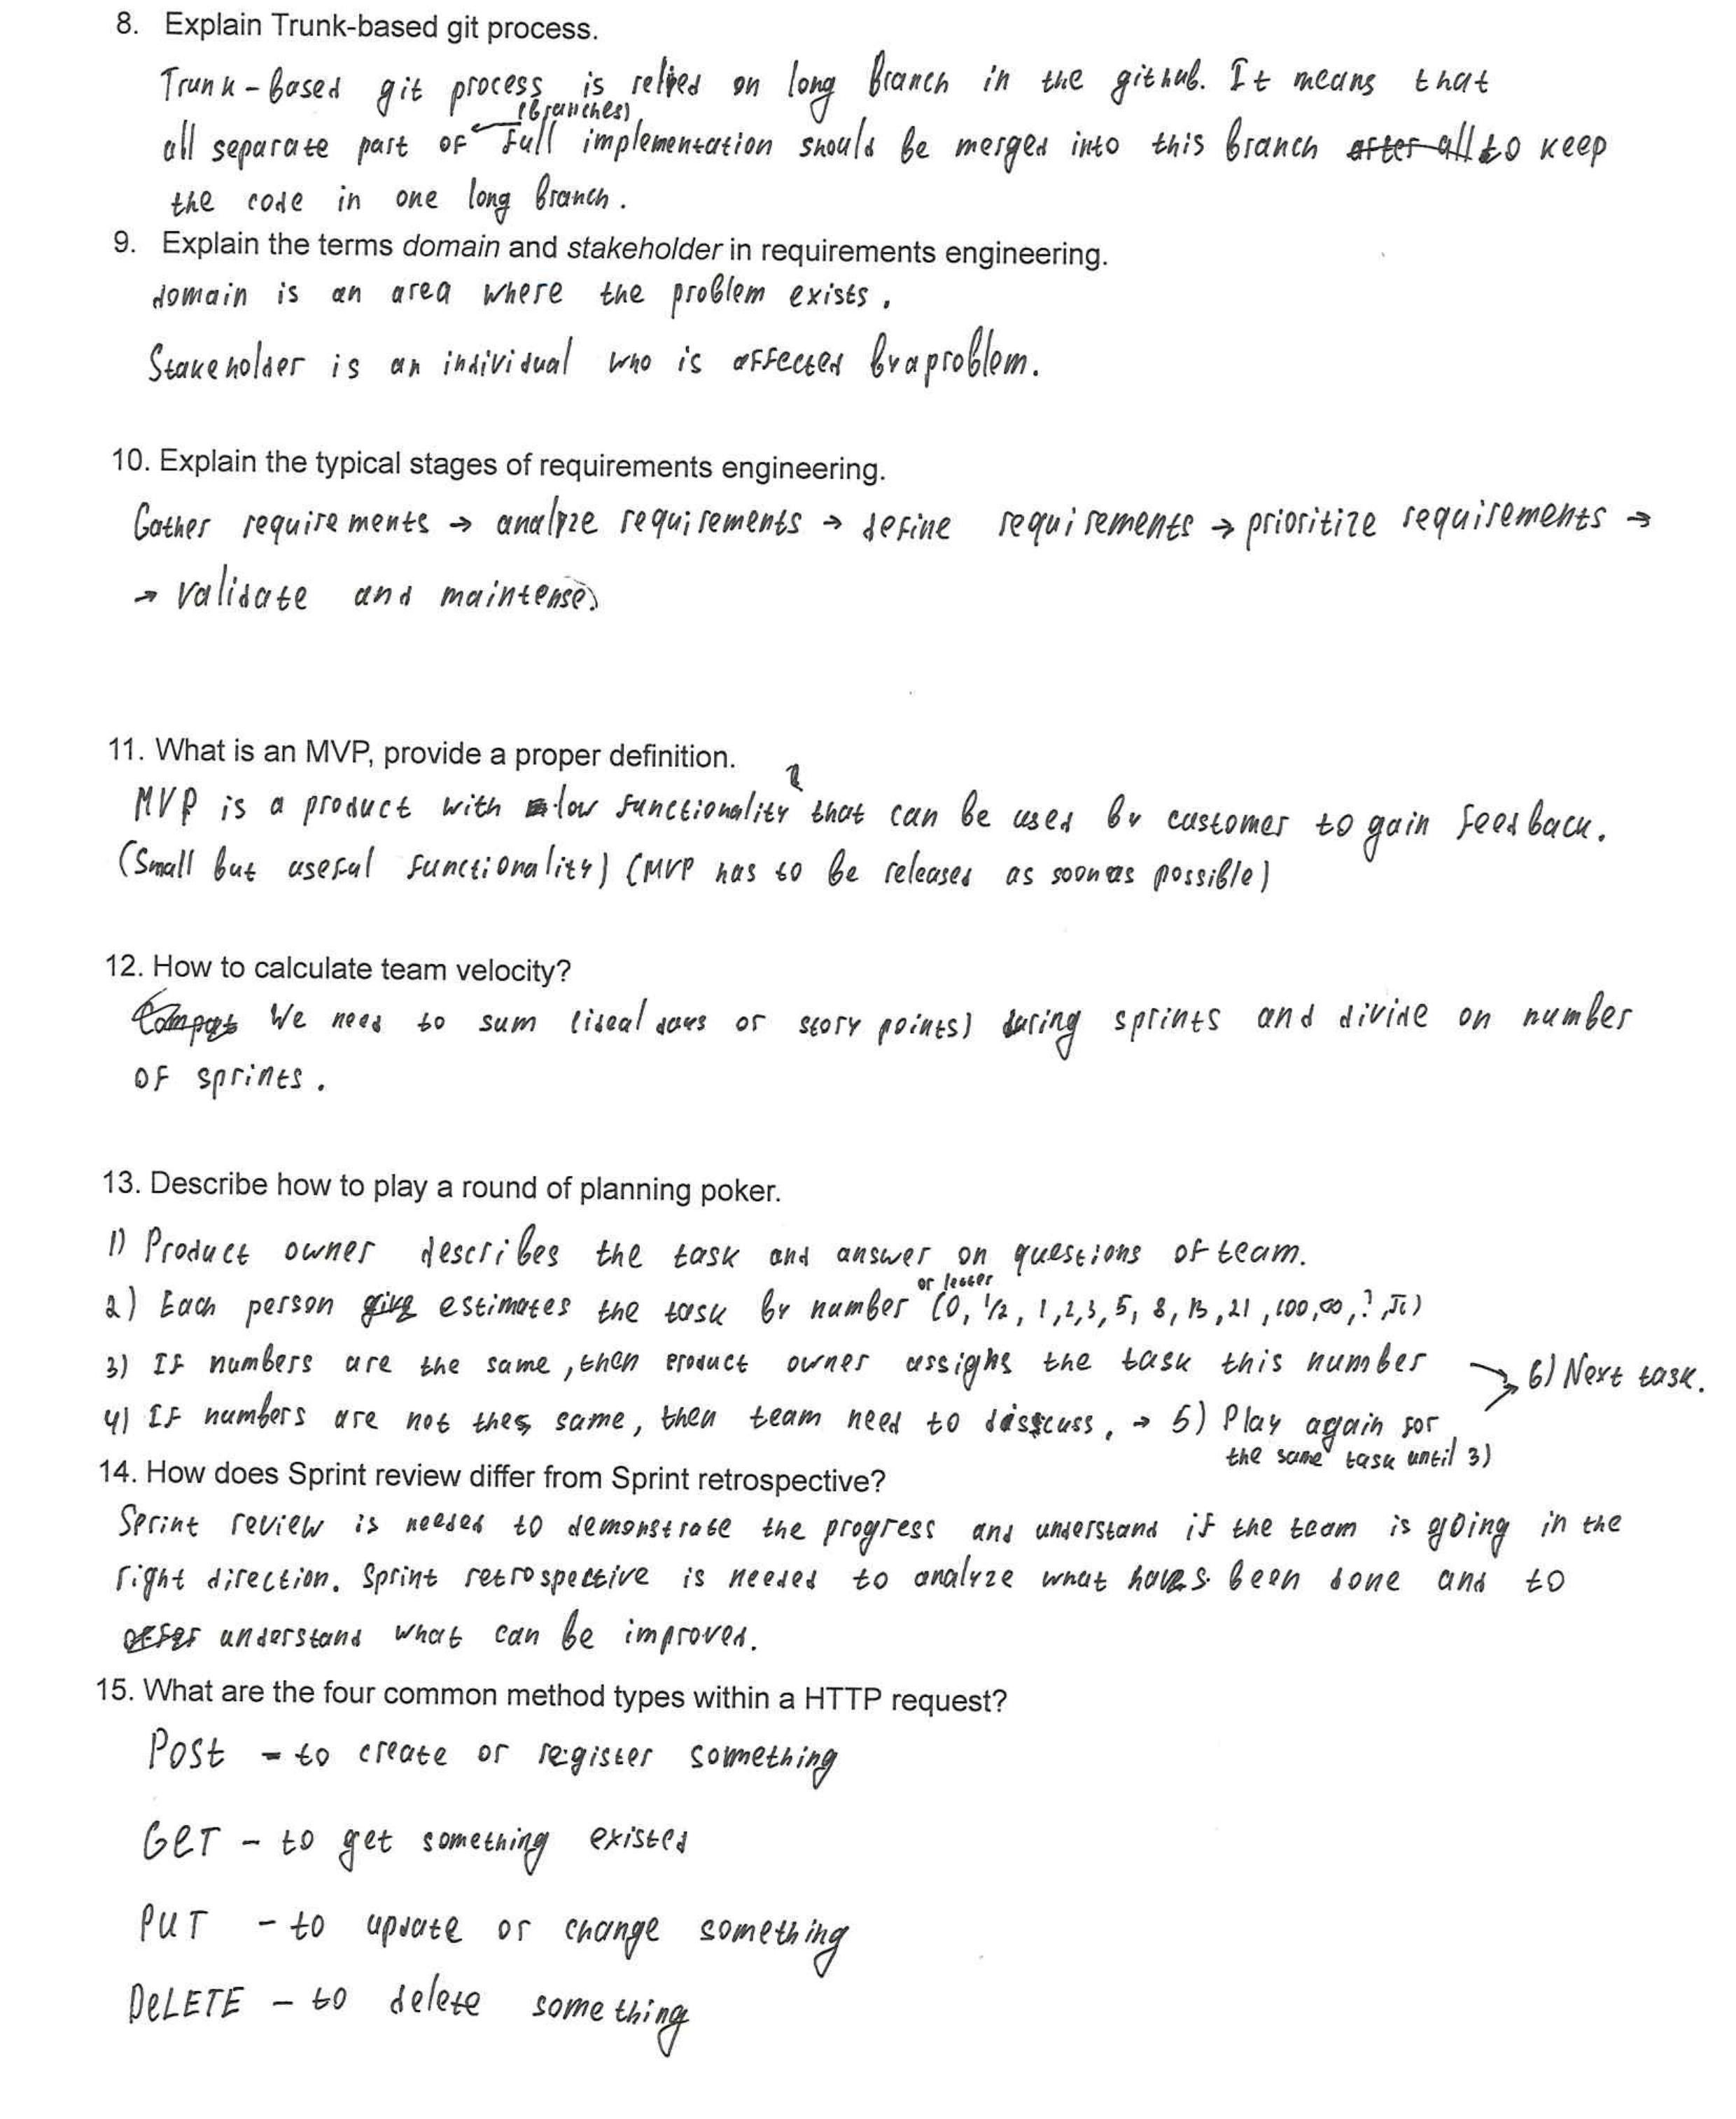 8. Explain Trunk-based git process.
Trunk-based git process is relied on long branch in the github. It means that
(branches)
all separate part of full implementation should be merged into this branch after all to keep
the code in one long branch.
9. Explain the terms domain and stakeholder in requirements engineering.
domain is an area where the problem exists.
Stakeholder is an individual who is affected by a problem.
10. Explain the typical stages of requirements engineering.
Gather requirements → analyze requirements → define requirements → prioritize requirements →
→ validate and maintense)
11. What is an MVP, provide a proper definition.
MVP is a product with low functionality that can be used by customer to gain feedback.
(Small but useful functionality) (MVP has to be released as soon as possible)
12. How to calculate team velocity?
We need to sum (ideal days or story points) during sprints and divide on number
of sprints.
13. Describe how to play a round of planning poker.
1) Product owner describes the task and answer on questions of team.
or letter
2) Each person give estimates the task by number (0, 1/2, 1, 2, 3, 5, 8, 13, 21, 100, ∞, ?, π)
3) If numbers are the same, then product owner assighs the task this number
6) Next task.
4) If numbers are not the same, then team need to disscuss. → 5) Play again for
the same task until 3)
14. How does Sprint review differ from Sprint retrospective?
Sprint review is needed to demonstrate the progress and understand if the team is going in the
right direction. Sprint retrospective is needed to analyze what has been done and to
understand what can be improved.
15. What are the four common method types within a HTTP request?
Post - to create or register something
GET - to get something existed
PUT - to update or change something
DELETE - to delete something